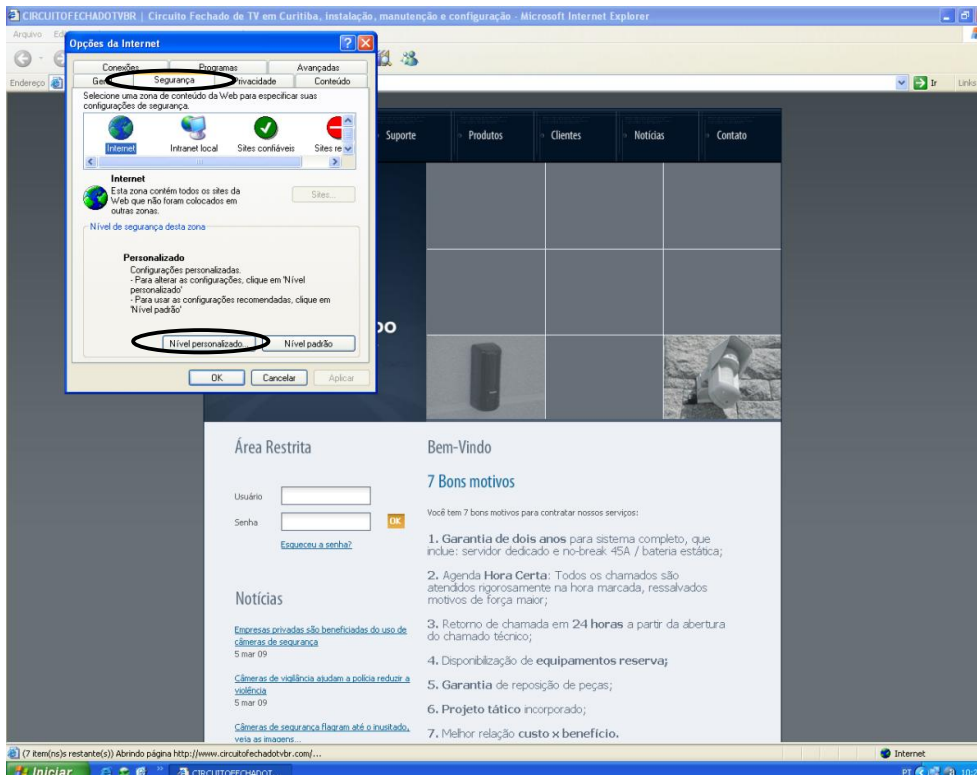 CIRCUITOFECHADOTVBR | Circuito Fechado de TV em Curitiba, instalação, manutenção e configuração - Microsoft Internet Explorer
Arquivo
Endereço
Ir
Links
Opções da Internet
Conexões
Programas
Avançadas
Segurança
Privacidade
Conteúdo
Selecione uma zona de conteúdo da Web para especificar suas
configurações de segurança.
Internet
Intranet local
Sites confiáveis
Sites re
Internet
Esta zona contém todos os sites da
Web que não foram colocados em
outras zonas.
Sites...
Nível de segurança desta zona
Personalizado
Configurações personalizadas.
- Para alterar as configurações, clique em 'Nível
personalizado'
- Para usar as configurações recomendadas, clique em
'Nível padrão'
Nível personalizado...
Nível padrão
OK
Cancelar
Aplicar
Suporte
Produtos
Clientes
Notícias
Contato
DO
Área Restrita
Usuário
Senha
OK
Esqueceu a senha?
Notícias
Empresas privadas são beneficiadas do uso de
câmeras de segurança
5 mar 09
Câmeras de vigilância ajudam a polícia reduzir a
violência
5 mar 09
Câmeras de segurança flagram até o inusitado,
veja as imagens...
Bem-Vindo
7 Bons motivos
Você tem 7 bons motivos para contratar nossos serviços:
1. Garantia de dois anos para sistema completo, que
inclue: servidor dedicado e no-break 45A / bateria estática;
2. Agenda Hora Certa: Todos os chamados são
atendidos rigorosamente na hora marcada, ressalvados
motivos de força maior;
3. Retorno de chamada em 24 horas a partir da abertura
do chamado técnico;
4. Disponibilização de equipamentos reserva;
5. Garantia de reposição de peças;
6. Projeto tático incorporado;
7. Melhor relação custo x benefício.
(7 item(ns)s restante(s)) Abrindo página http://www.circuitofechadotvbr.com/...
Internet
Iniciar
CIRCUITOFECHADOT...
PT